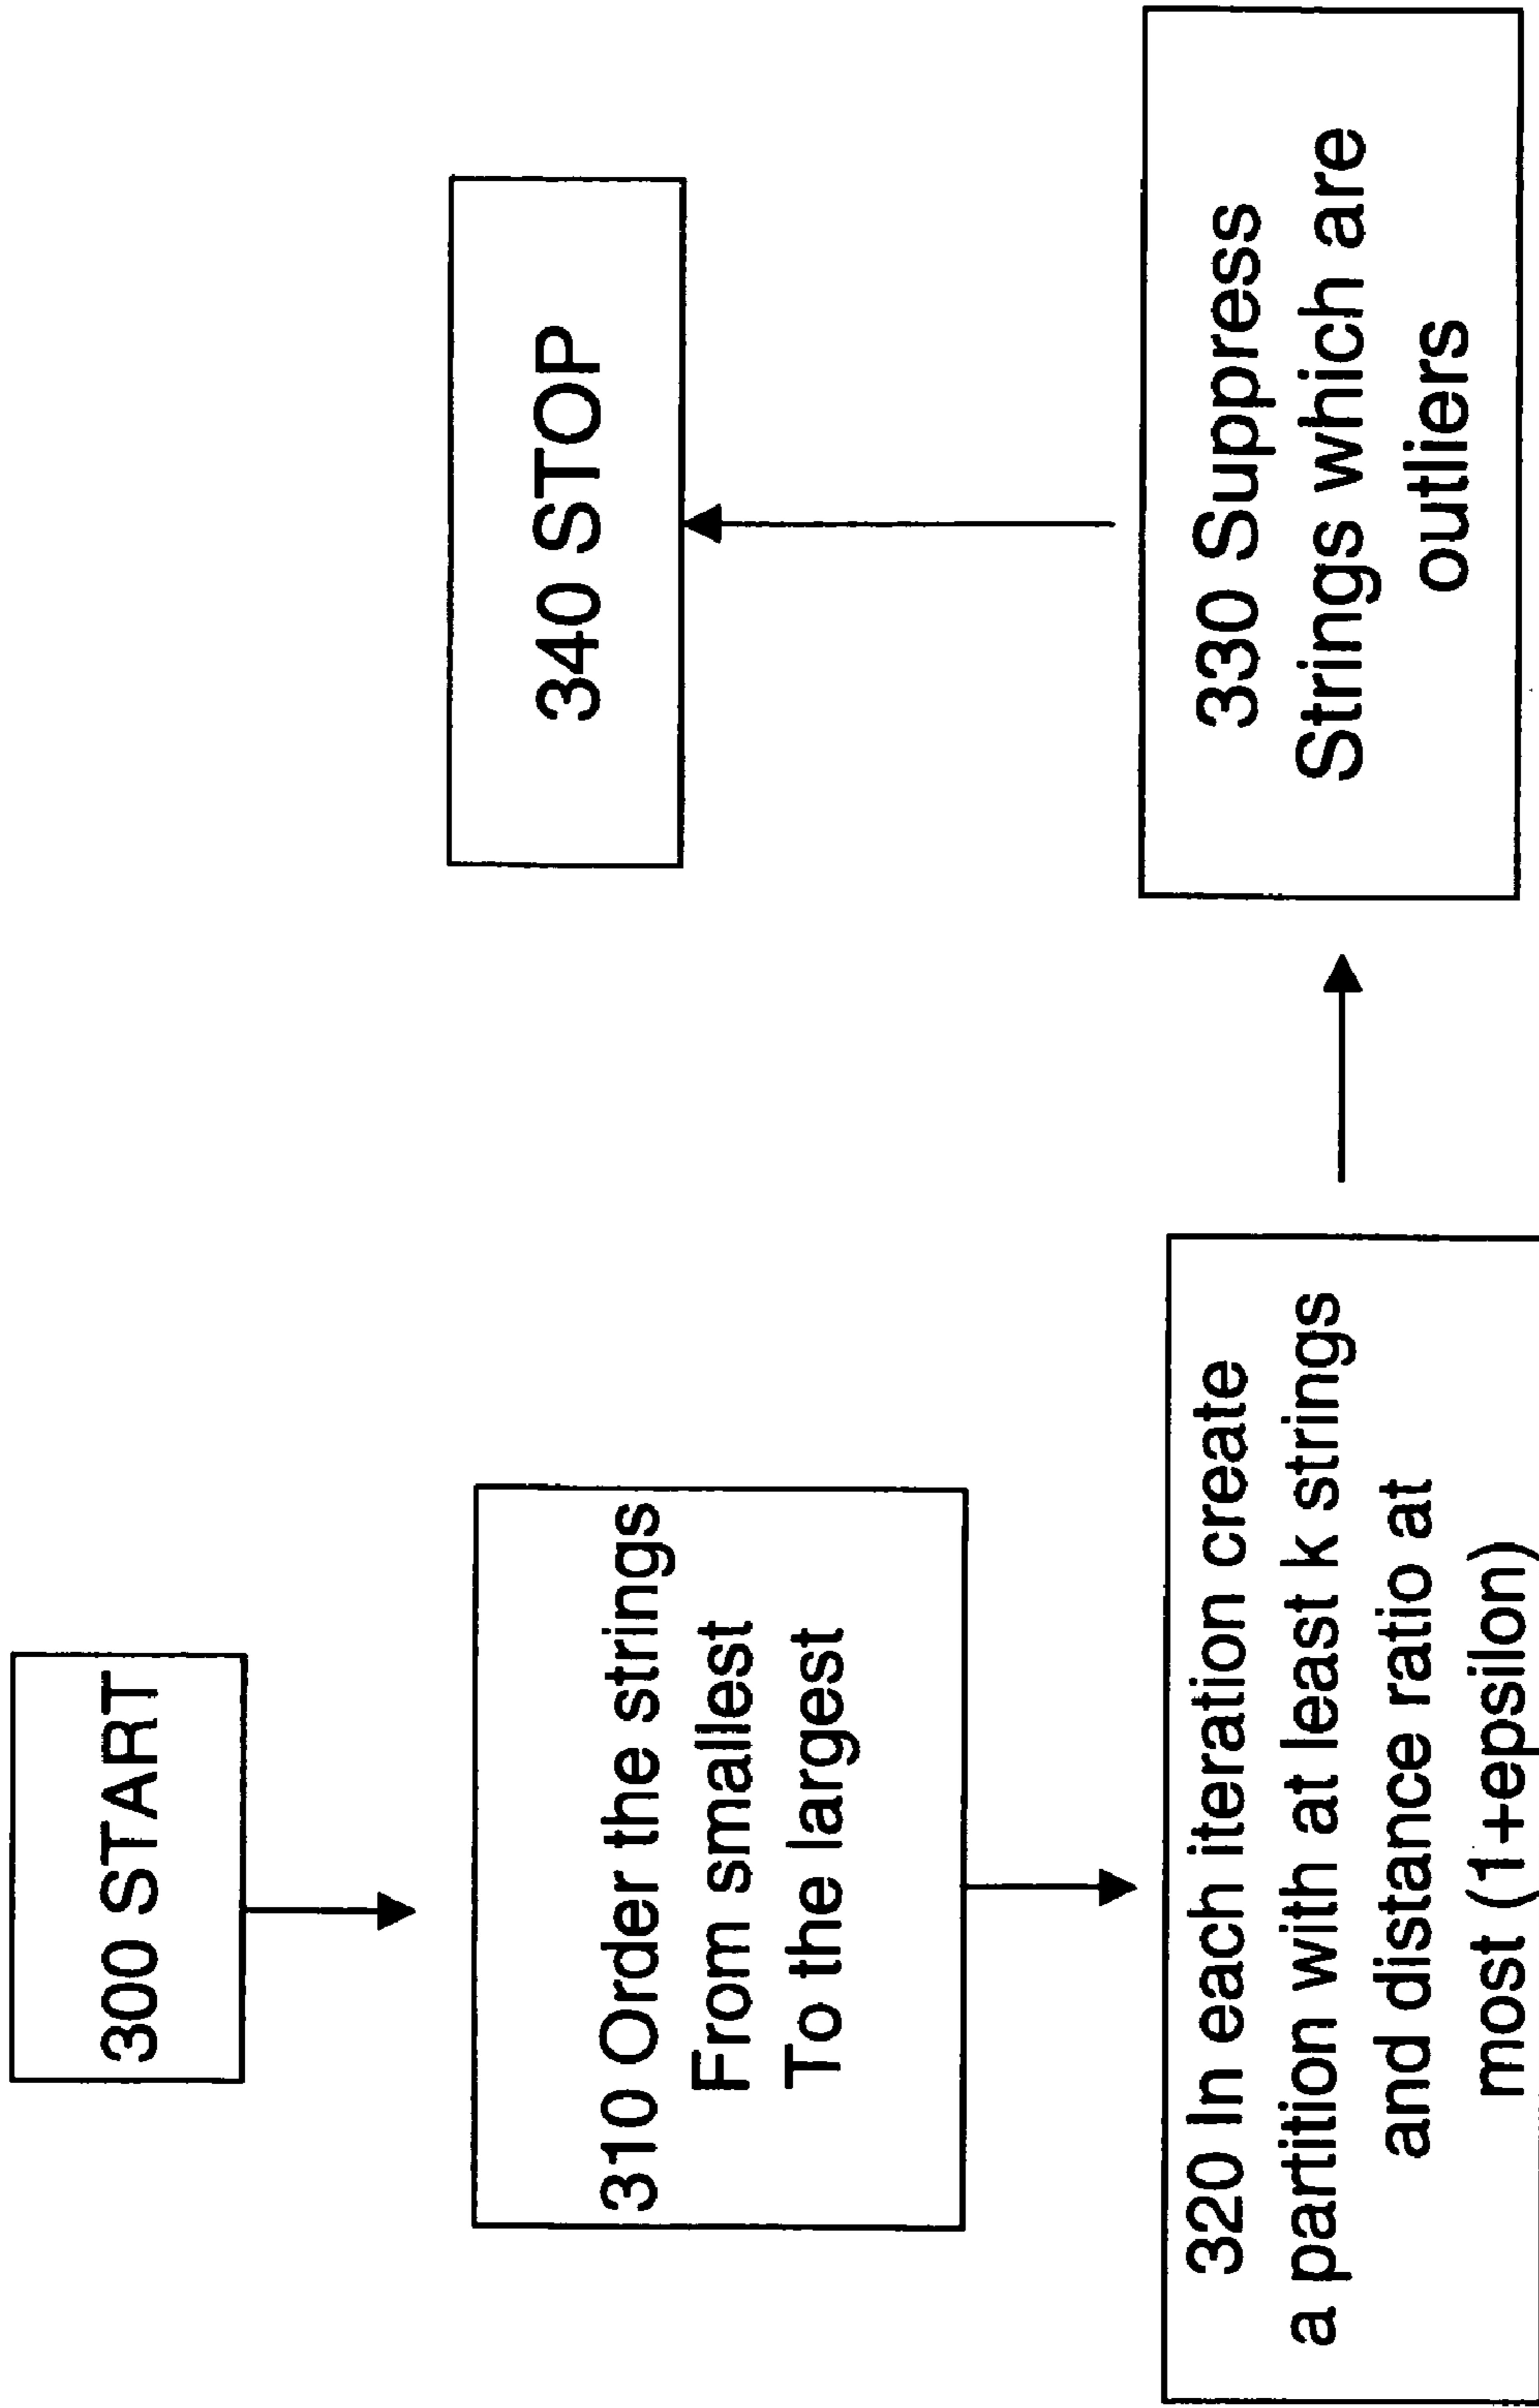 300 START
310 Order the strings
From smallest
To the largest
320 In each iteration create
a partition with at least k strings
and distance ratio at
most (1+epsilon)
330 Suppress
Strings which are
outliers
340 STOP